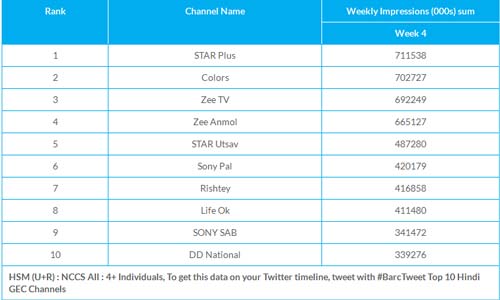 Rank Channel Name Weekly Impressions (000s) sum
Week 4
1 STAR Plus 711538
2 Colors 702727
3 Zee TV 692249
4 Zee Anmol 665127
5 STAR Utsav 487280
6 Sony Pal 420179
7 Rishtey 416858
8 Life Ok 411480
9 SONY SAB 341472
10 DD National 339276
HSM (U+R) : NCCS All : 4+ Individuals, To get this data on your Twitter timeline, tweet with #BarcTweet Top 10 Hindi
GEC Channels